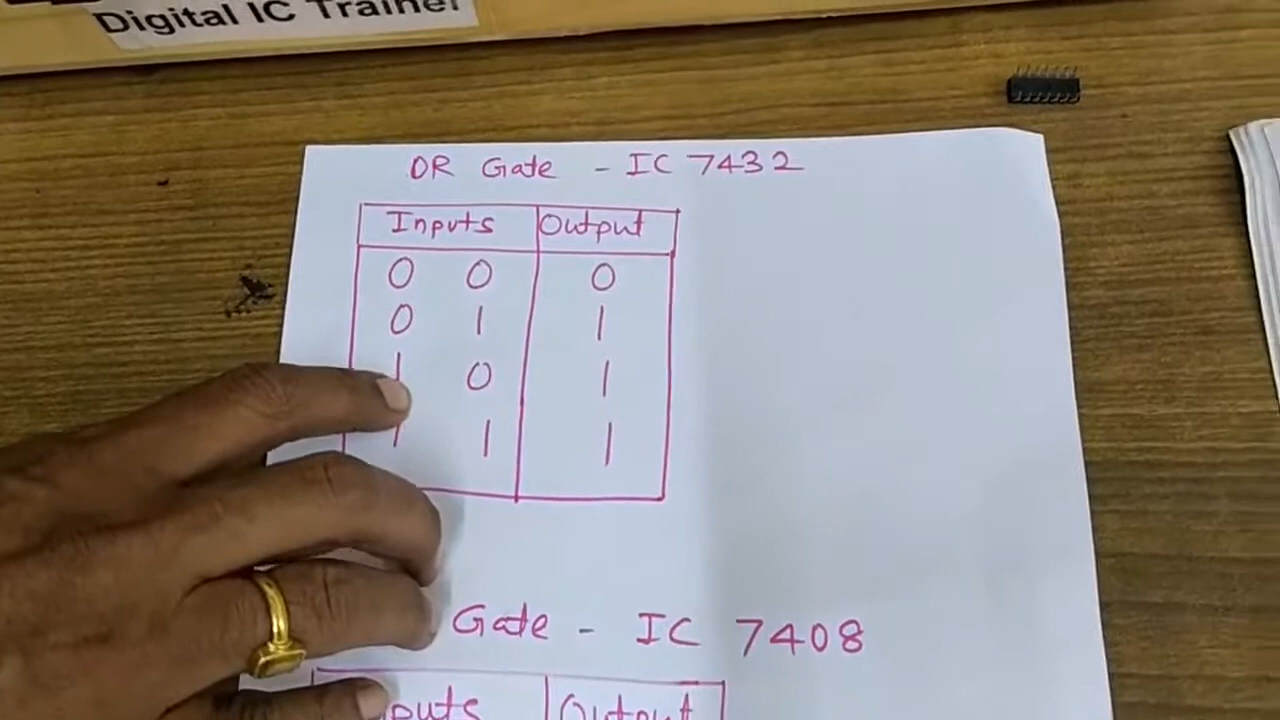 Digital IC Trainer
OR Gate - IC 7432
Inputs Output
0 0 0
0 1 1
1 0 1
1 1 1
Gate - IC 7408
puts Output